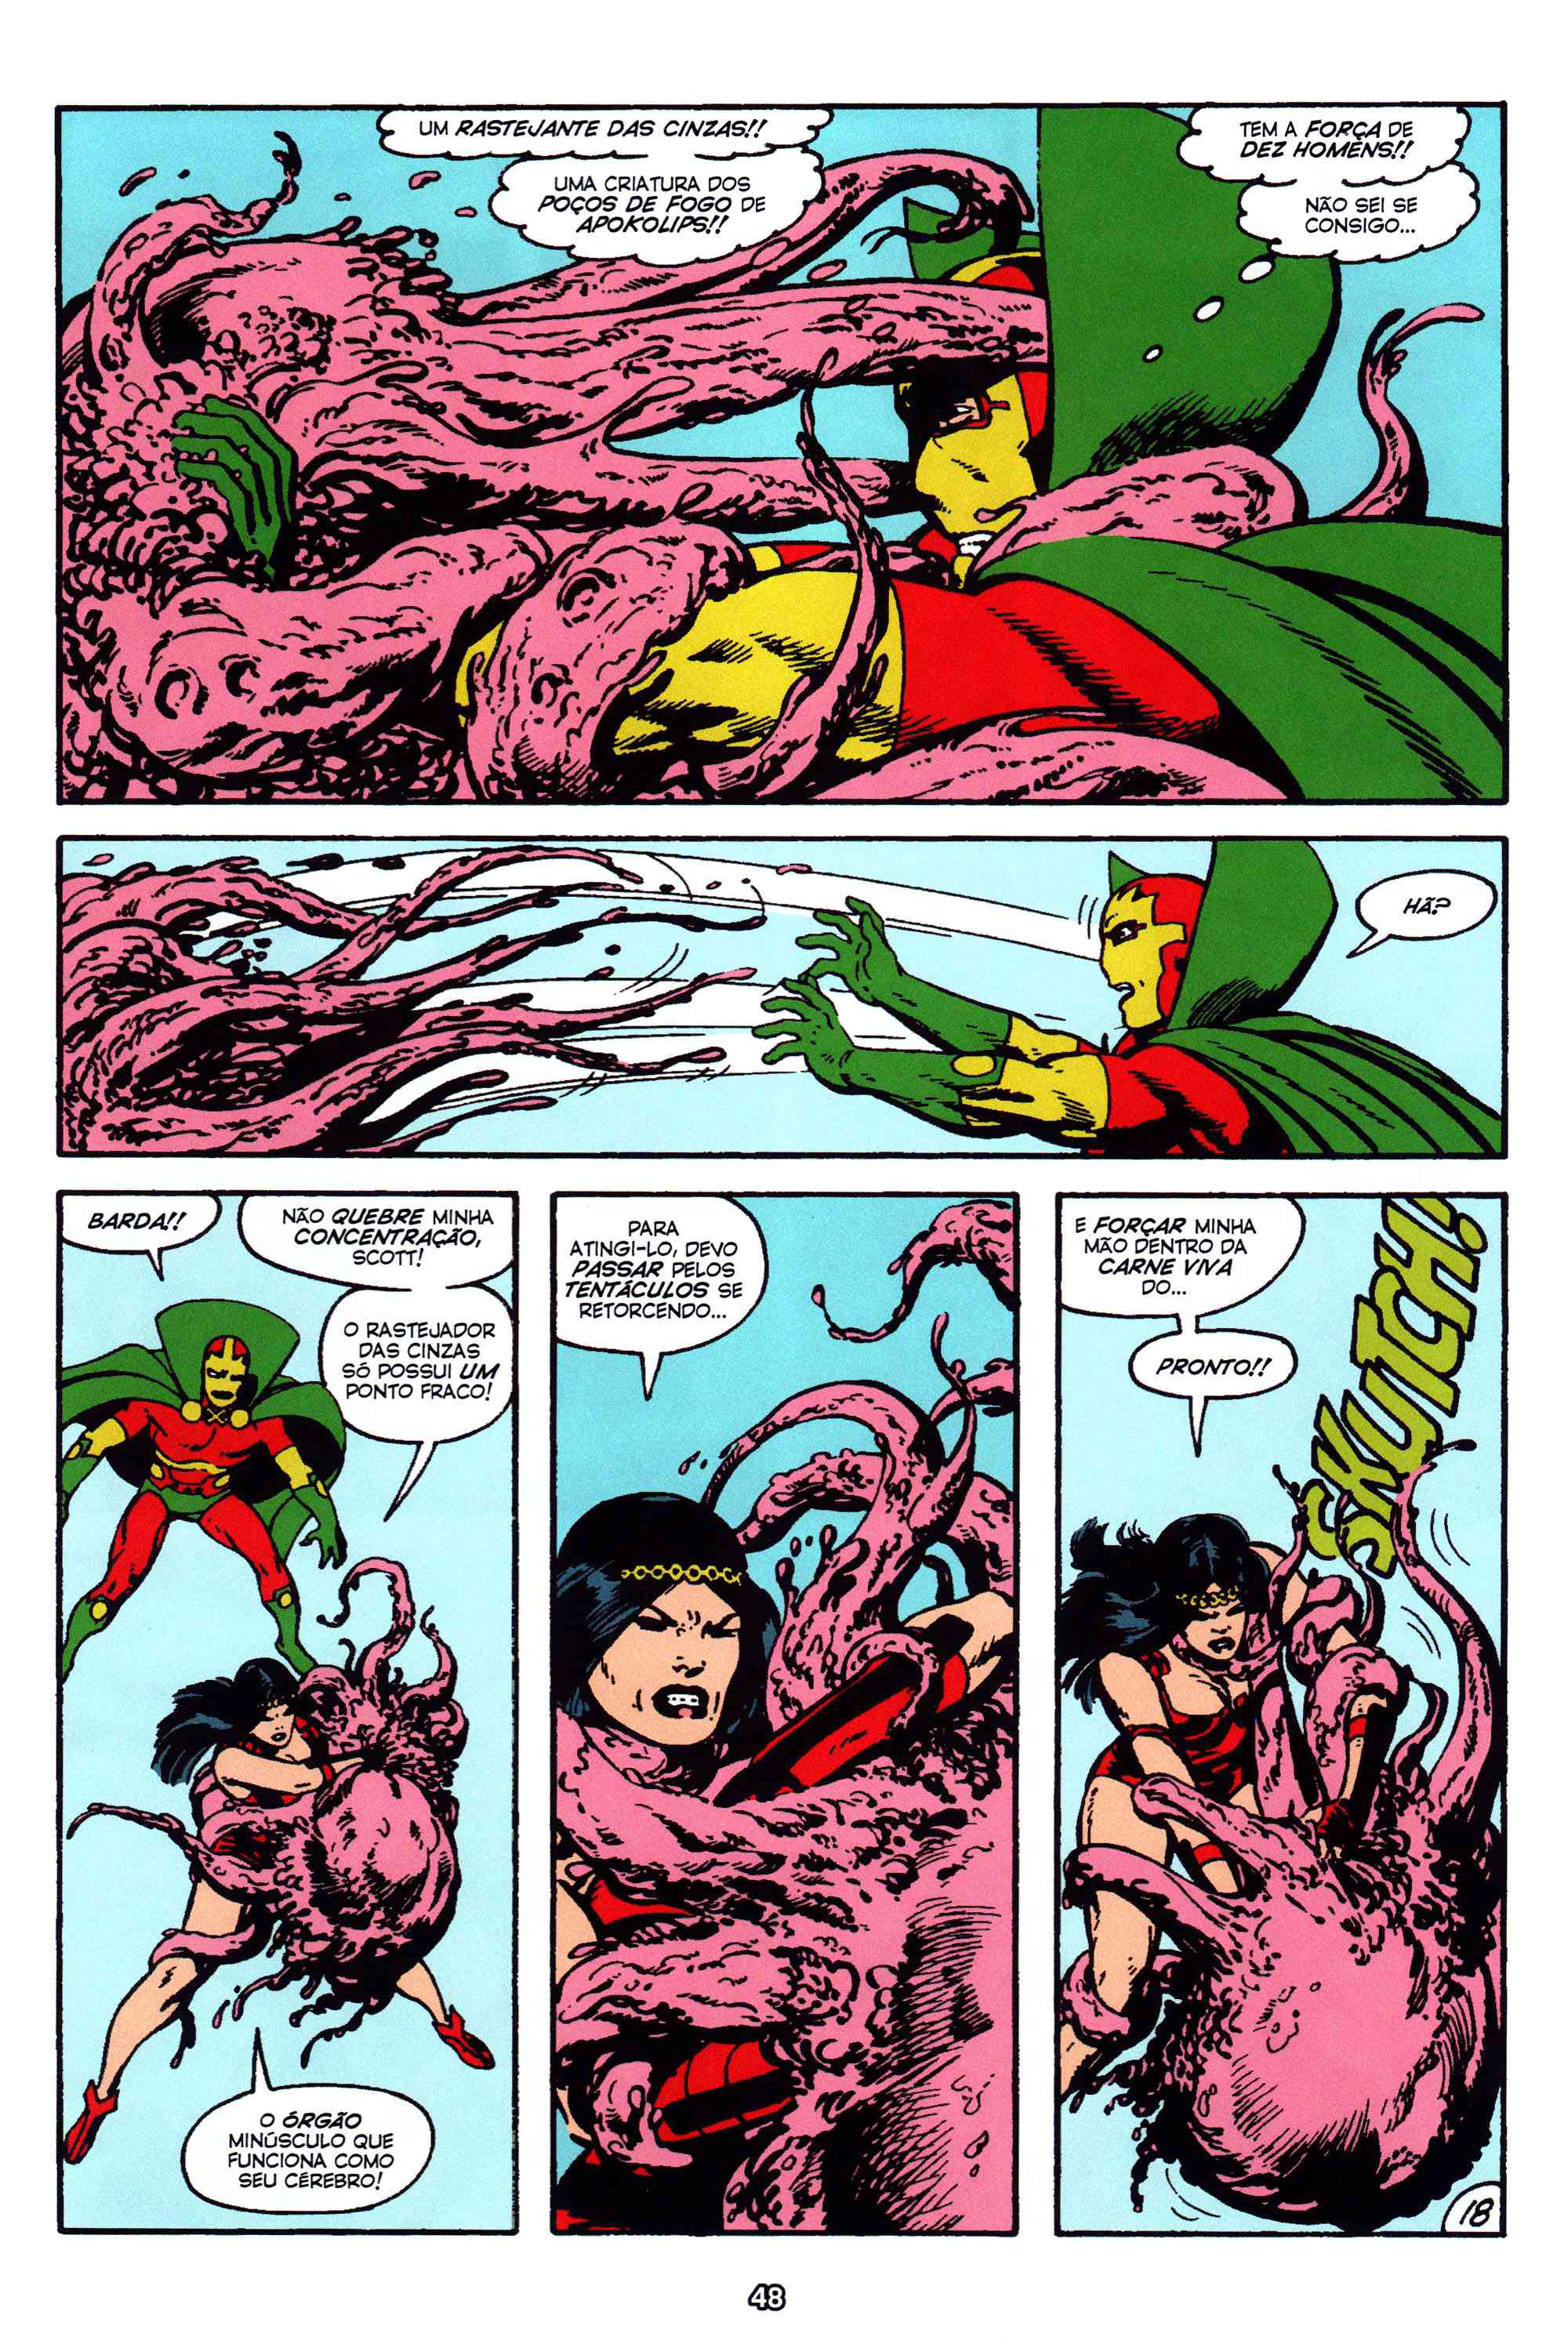 UM RASTEJANTE DAS CINZAS!!
UMA CRIATURA DOS
POÇOS DE FOGO DE
APOKOLIPS!!
TEM A FORÇA DE
DEZ HOMENS!!
NÃO SEI SE
CONSIGO...
HÃ?
BARDA!!
NÃO QUEBRE MINHA
CONCENTRAÇÃO,
SCOTT!
O RASTEJADOR
DAS CINZAS
SÓ POSSUI UM
PONTO FRACO!
O ÓRGÃO
MINÚSCULO QUE
FUNCIONA COMO
SEU CÉREBRO!
PARA
ATINGI-LO, DEVO
PASSAR PELOS
TENTÁCULOS SE
RETORCENDO...
E FORÇAR MINHA
MÃO DENTRO DA
CARNE VIVA
DO...
PRONTO!!
SKUTCH!
18
48